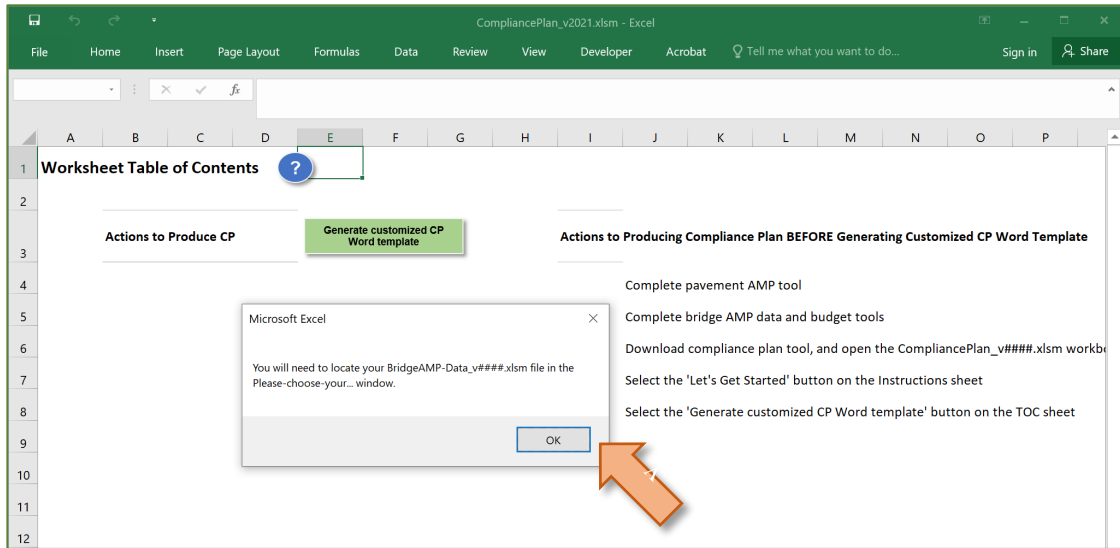 CompliancePlan_v2021.xlsm - Excel
File Home Insert Page Layout Formulas Data Review View Developer Acrobat Tell me what you want to do... Sign in Share
fx
A B C D E F G H I J K L M N O P
1 Worksheet Table of Contents ?
2
3 Actions to Produce CP
Generate customized CP
Word template
Actions to Producing Compliance Plan BEFORE Generating Customized CP Word Template
4 Complete pavement AMP tool
5 Complete bridge AMP data and budget tools
6 Download compliance plan tool, and open the CompliancePlan_v####.xlsm
7 Select the 'Let's Get Started' button on the Instructions sheet
8 Select the 'Generate customized CP Word template' button on the TOC sheet
9
10
11
12
Microsoft Excel
You will need to locate your BridgeAMP-Data_v####.xlsm file in the
Please-choose-your... window.
OK